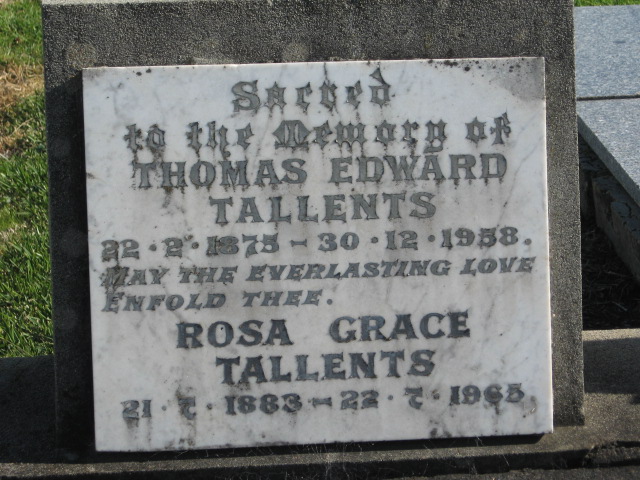 Sacred
to the Memory of
THOMAS EDWARD
TALLENTS
22·2·1875-30·12·1958.
MAY THE EVERLASTING LOVE
ENFOLD THEE.
ROSA GRACE
TALLENTS
21·7·1883-22·7·1965